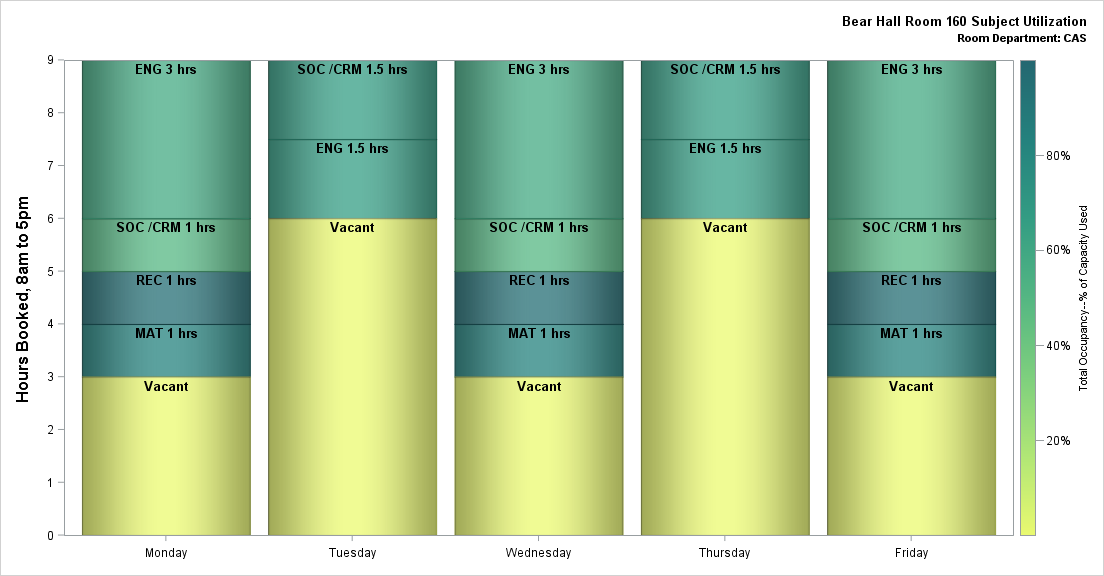 Bear Hall Room 160 Subject Utilization
Room Department: CAS
Hours Booked, 8am to 5pm
9
8
7
6
5
4
3
2
1
0
ENG 3 hrs
SOC /CRM 1 hrs
REC 1 hrs
MAT 1 hrs
Vacant
SOC /CRM 1.5 hrs
ENG 1.5 hrs
Vacant
ENG 3 hrs
SOC /CRM 1 hrs
REC 1 hrs
MAT 1 hrs
Vacant
SOC /CRM 1.5 hrs
ENG 1.5 hrs
Vacant
ENG 3 hrs
SOC /CRM 1 hrs
REC 1 hrs
MAT 1 hrs
Vacant
Monday
Tuesday
Wednesday
Thursday
Friday
80%
60%
40%
20%
Total Occupancy--% of Capacity Used